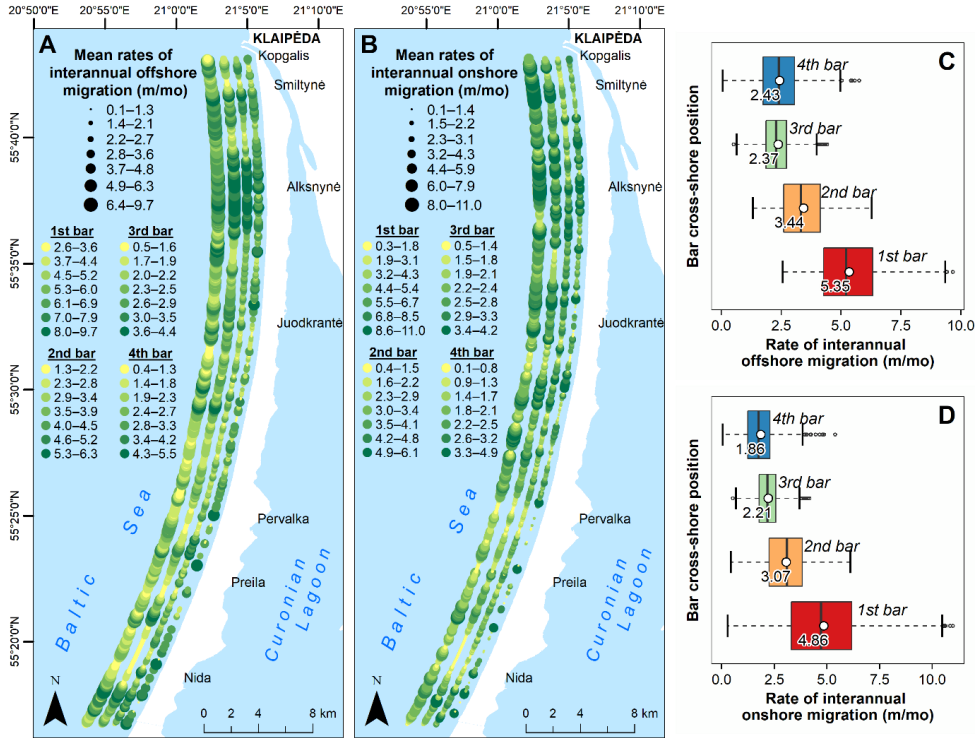 20°50'0"E 20°55'0"E 21°0'0"E 21°5'0"E 21°10'0"E
A
KLAIPĖDA
Kopgalis
Smiltynė
Alksnynė
Juodkrantė
Pervalka
Preila
Nida
55°40'0"N
55°35'0"N
55°30'0"N
55°25'0"N
55°20'0"N
Mean rates of
interannual offshore
migration (m/mo)
0.1–1.3
1.4–2.1
2.2–2.7
2.8–3.6
3.7–4.8
4.9–6.3
6.4–9.7
1st bar
2.6–3.6
3.7–4.4
4.5–5.2
5.3–6.0
6.1–6.9
7.0–7.9
8.0–9.7
3rd bar
0.5–1.6
1.7–1.9
2.0–2.2
2.3–2.5
2.6–2.9
3.0–3.5
3.6–4.4
2nd bar
1.3–2.2
2.3–2.8
2.9–3.4
3.5–3.9
4.0–4.5
4.6–5.2
5.3–6.3
4th bar
0.4–1.3
1.4–1.8
1.9–2.3
2.4–2.7
2.8–3.3
3.4–4.2
4.3–5.5
Baltic Sea
Curonian
Lagoon
N
0 2 4 8 km
20°55'0"E 21°0'0"E 21°5'0"E 21°10'0"E
B
KLAIPĖDA
Kopgalis
Smiltynė
Alksnynė
Juodkrantė
Pervalka
Preila
Nida
Mean rates of
interannual onshore
migration (m/mo)
0.1–1.4
1.5–2.2
2.3–3.1
3.2–4.3
4.4–5.9
6.0–7.9
8.0–11.0
1st bar
0.3–1.8
1.9–3.1
3.2–4.3
4.4–5.4
5.5–6.7
6.8–8.5
8.6–11.0
3rd bar
0.5–1.4
1.5–1.8
1.9–2.1
2.2–2.4
2.5–2.8
2.9–3.3
3.4–4.2
2nd bar
0.4–1.5
1.6–2.2
2.3–2.9
3.0–3.4
3.5–4.1
4.2–4.8
4.9–6.1
4th bar
0.1–0.8
0.9–1.3
1.4–1.7
1.8–2.1
2.2–2.5
2.6–3.2
3.3–4.9
Baltic Sea
Curonian
Lagoon
N
0 2 4 8 km
C
Bar cross-shore position
4th bar
2.43
3rd bar
2.37
2nd bar
3.44
1st bar
5.35
0.0 2.5 5.0 7.5 10.0
Rate of interannual
offshore migration (m/mo)
D
Bar cross-shore position
4th bar
1.86
3rd bar
2.21
2nd bar
3.07
1st bar
4.86
0.0 2.5 5.0 7.5 10.0
Rate of interannual
onshore migration (m/mo)